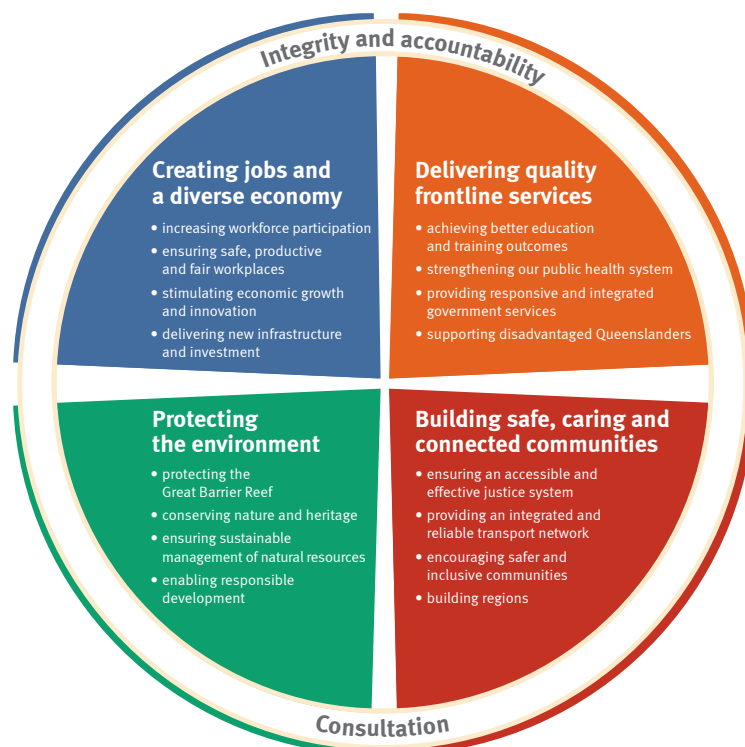 Integrity and accountability
Creating jobs and
a diverse economy
• increasing workforce participation
• ensuring safe, productive
and fair workplaces
• stimulating economic growth
and innovation
• delivering new infrastructure
and investment
Delivering quality
frontline services
• achieving better education
and training outcomes
• strengthening our public health system
• providing responsive and integrated
government services
• supporting disadvantaged Queenslanders
Protecting
the environment
• protecting the
Great Barrier Reef
• conserving nature and heritage
• ensuring sustainable
management of natural resources
• enabling responsible
development
Building safe, caring and
connected communities
• ensuring an accessible and
effective justice system
• providing an integrated and
reliable transport network
• encouraging safer and
inclusive communities
• building regions
Consultation